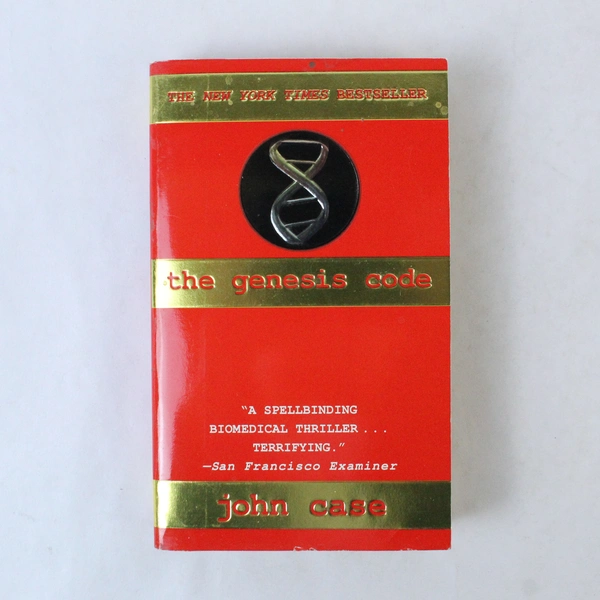 THE NEW YORK TIMES BESTSELLER
the genesis code
“A SPELLBINDING
BIOMEDICAL THRILLER...
TERRIFYING.”
—San Francisco Examiner
john case